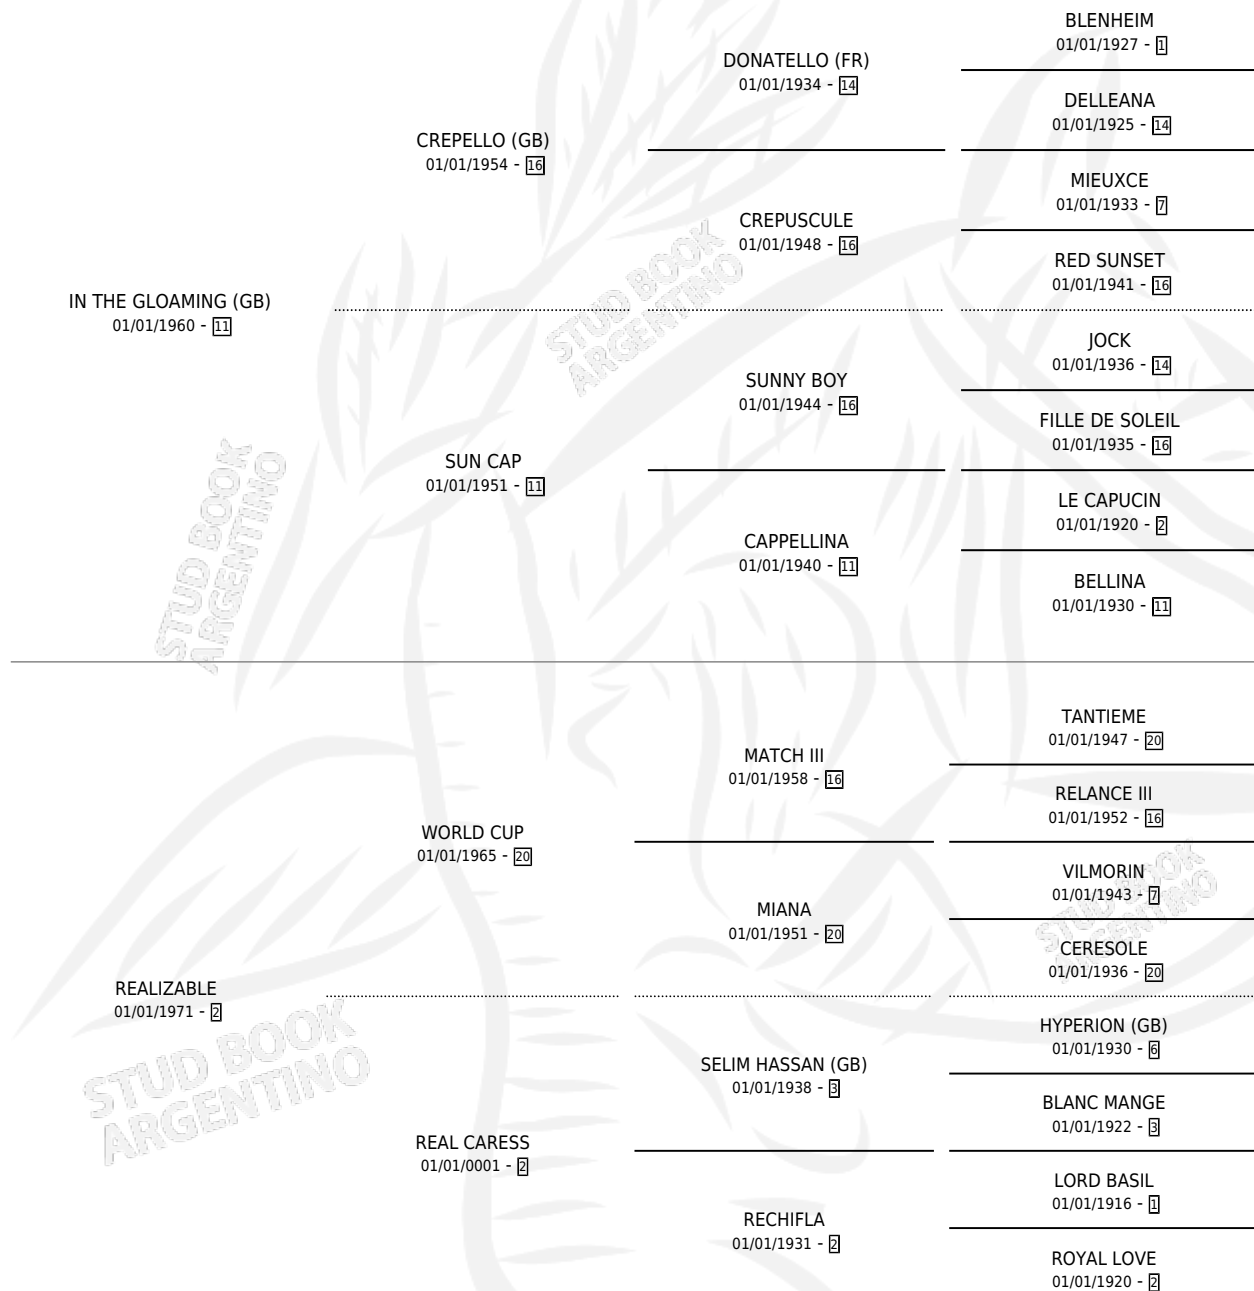 BLENHEIM
01/01/1927 - 1
DONATELLO (FR)
01/01/1934 - 14
DELLEANA
01/01/1925 - 14
CREPELLO (GB)
01/01/1954 - 16
MIEUXCE
01/01/1933 - 7
CREPUSCULE
01/01/1948 - 16
RED SUNSET
01/01/1941 - 16
IN THE GLOAMING (GB)
01/01/1960 - 11
STUD BOOK
ARGENTINO
JOCK
01/01/1936 - 14
SUNNY BOY
01/01/1944 - 16
FILLE DE SOLEIL
01/01/1935 - 16
SUN CAP
01/01/1951 - 11
LE CAPUCIN
01/01/1920 - 2
CAPPELLINA
01/01/1940 - 11
BELLINA
01/01/1930 - 11
STUD BOOK
ARGENTINO
TANTIEME
01/01/1947 - 20
MATCH III
01/01/1958 - 16
RELANCE III
01/01/1952 - 16
WORLD CUP
01/01/1965 - 20
VILMORIN
01/01/1943 - 7
MIANA
01/01/1951 - 20
STUD BOOK
ARGENTINO
CERESOLE
01/01/1936 - 20
REALIZABLE
01/01/1971 - 2
STUD BOOK
ARGENTINO
HYPERION (GB)
01/01/1930 - 6
SELIM HASSAN (GB)
01/01/1938 - 3
BLANC MANGE
01/01/1922 - 3
REAL CARESS
01/01/0001 - 2
LORD BASIL
01/01/1916 - 1
RECHIFLA
01/01/1931 - 2
ROYAL LOVE
01/01/1920 - 2